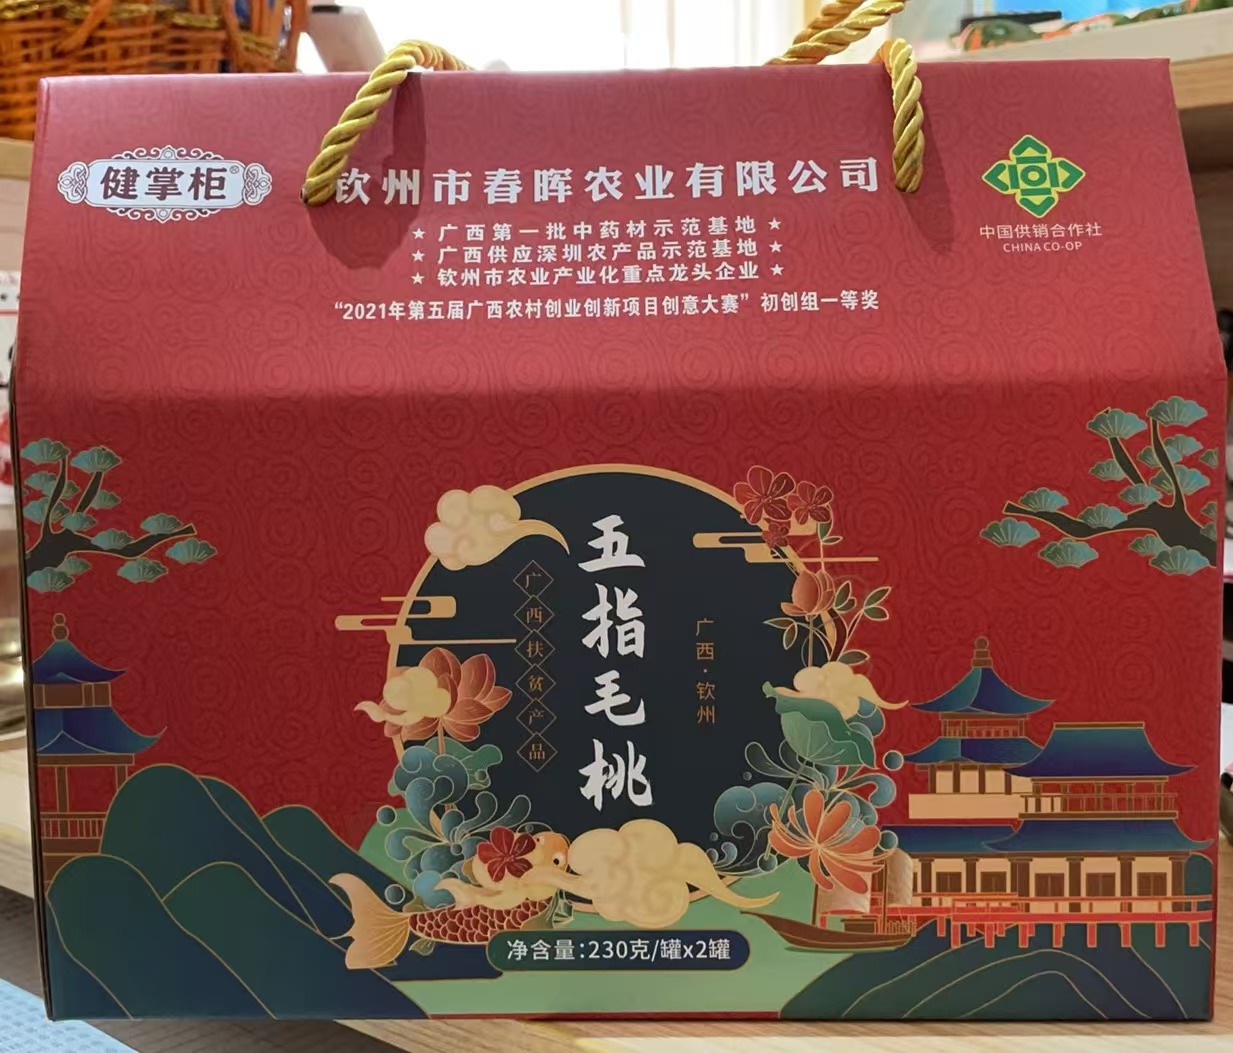 健掌柜®
钦州市春晖农业有限公司
★ 广西第一批中药材示范基地 ★
★ 广西供应深圳农产品示范基地 ★
★ 钦州市农业产业化重点龙头企业 ★
“2021年第五届广西农村创业创新项目创意大赛”初创组一等奖
中国供销合作社
CHINA CO-OP
广西扶贫产品
五指毛桃
广西·钦州
净含量:230克/罐x2罐